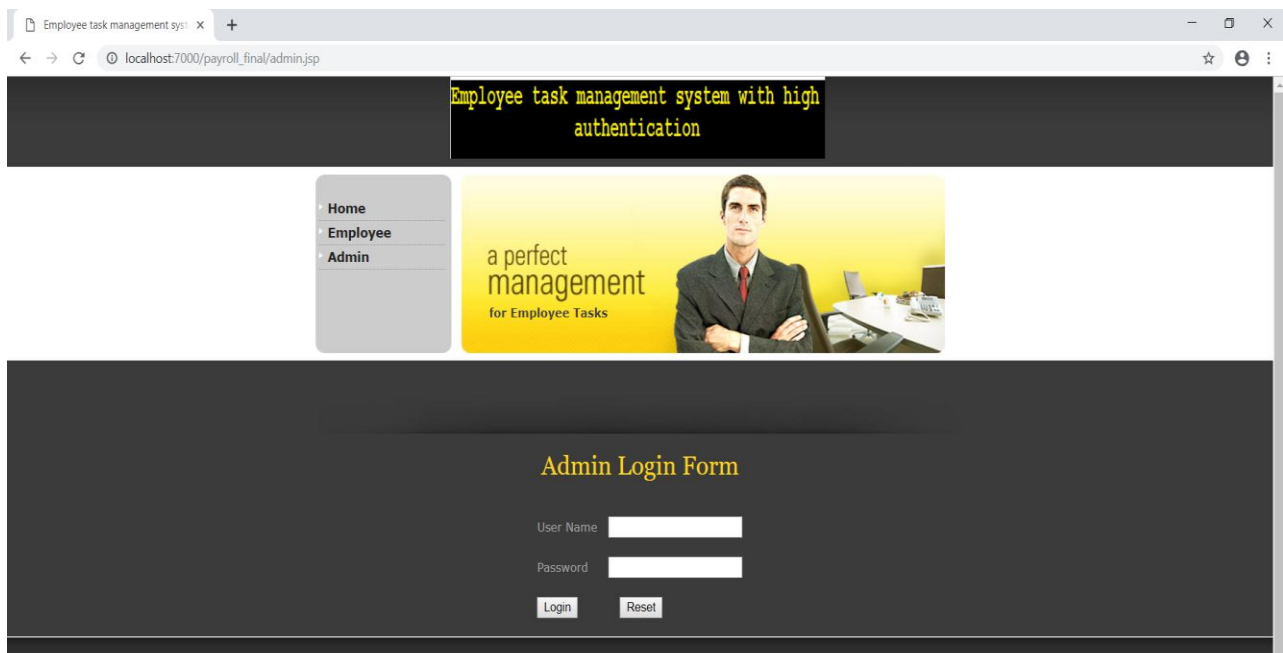 Employee task management syst
localhost:7000/payroll_final/admin.jsp
Employee task management system with high
authentication
Home
Employee
Admin
a perfect
management
for Employee Tasks
Admin Login Form
User Name
Password
Login Reset